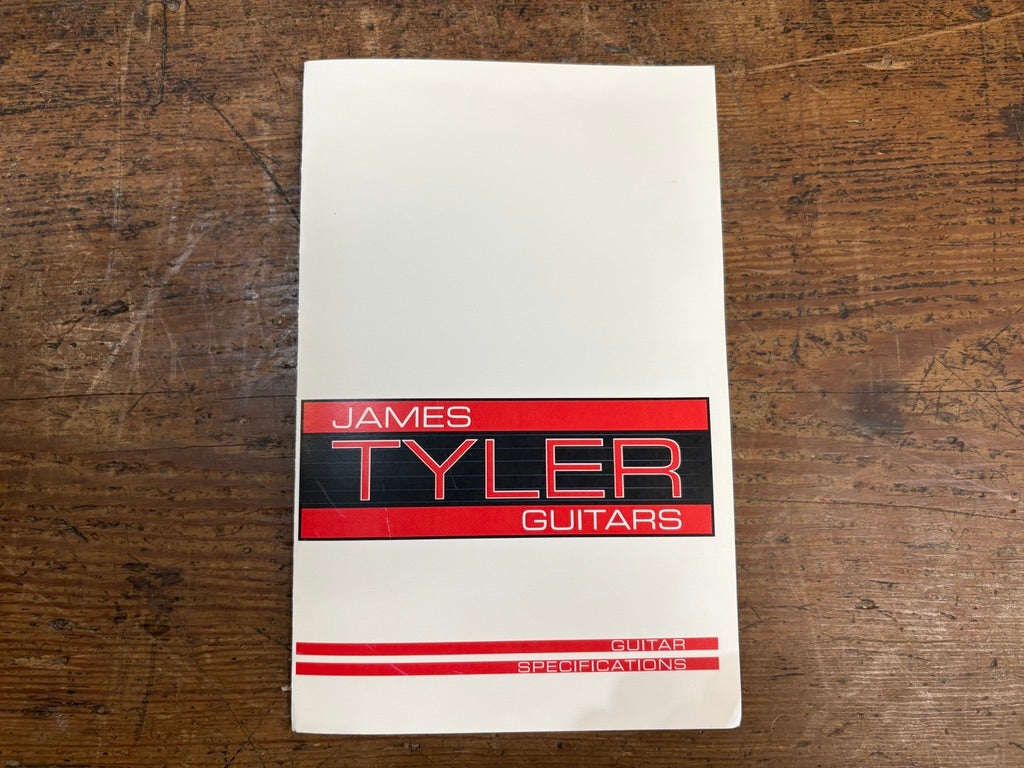 JAMES
TYLER
GUITARS
GUITAR
SPECIFICATIONS